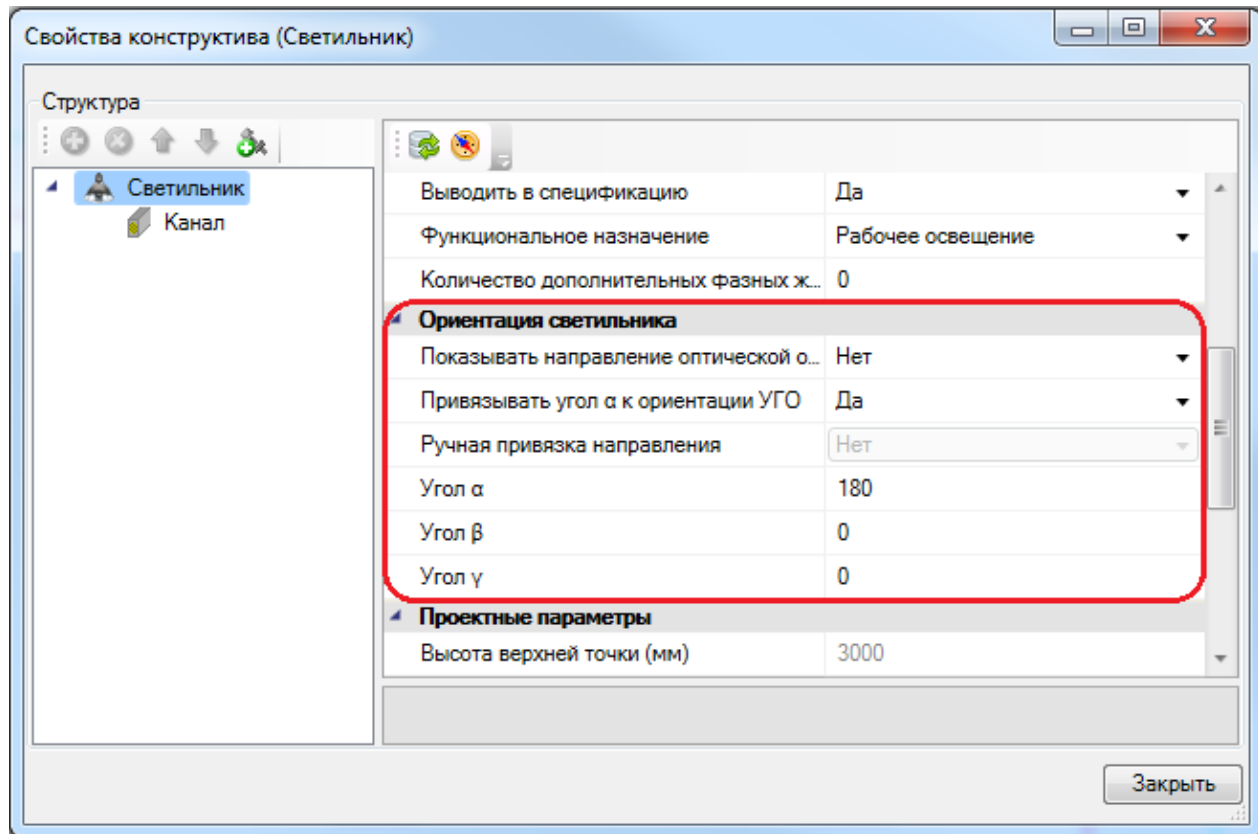 Свойства конструктива (Светильник)
Структура
Светильник
Канал
Выводить в спецификацию Да
Функциональное назначение Рабочее освещение
Количество дополнительных фазных ж... 0
Ориентация светильника
Показывать направление оптической о... Нет
Привязывать угол α к ориентации УГО Да
Ручная привязка направления Нет
Угол α 180
Угол β 0
Угол γ 0
Проектные параметры
Высота верхней точки (мм) 3000
Закрыть